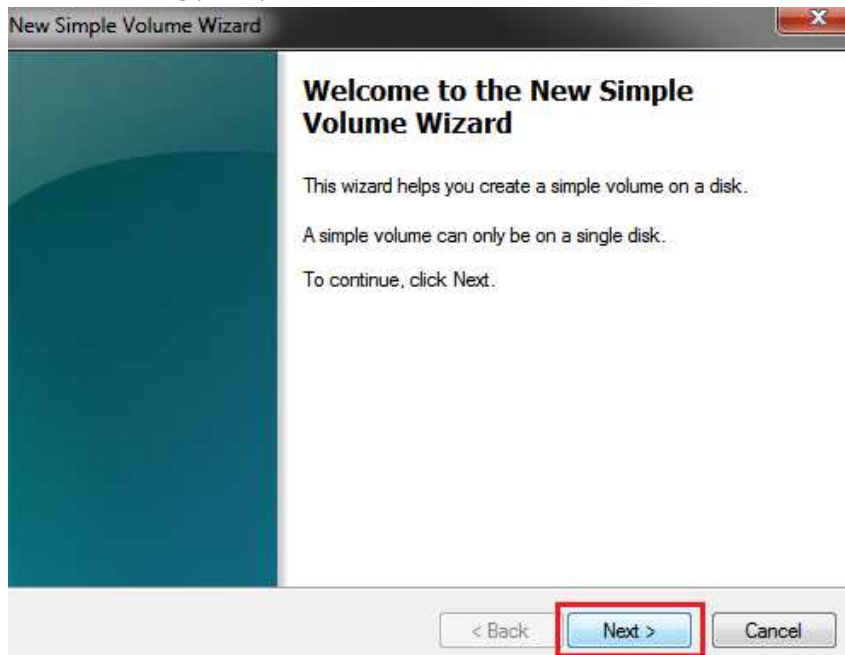 New Simple Volume Wizard
Welcome to the New Simple
Volume Wizard
This wizard helps you create a simple volume on a disk.
A simple volume can only be on a single disk.
To continue, click Next.
< Back
Next >
Cancel